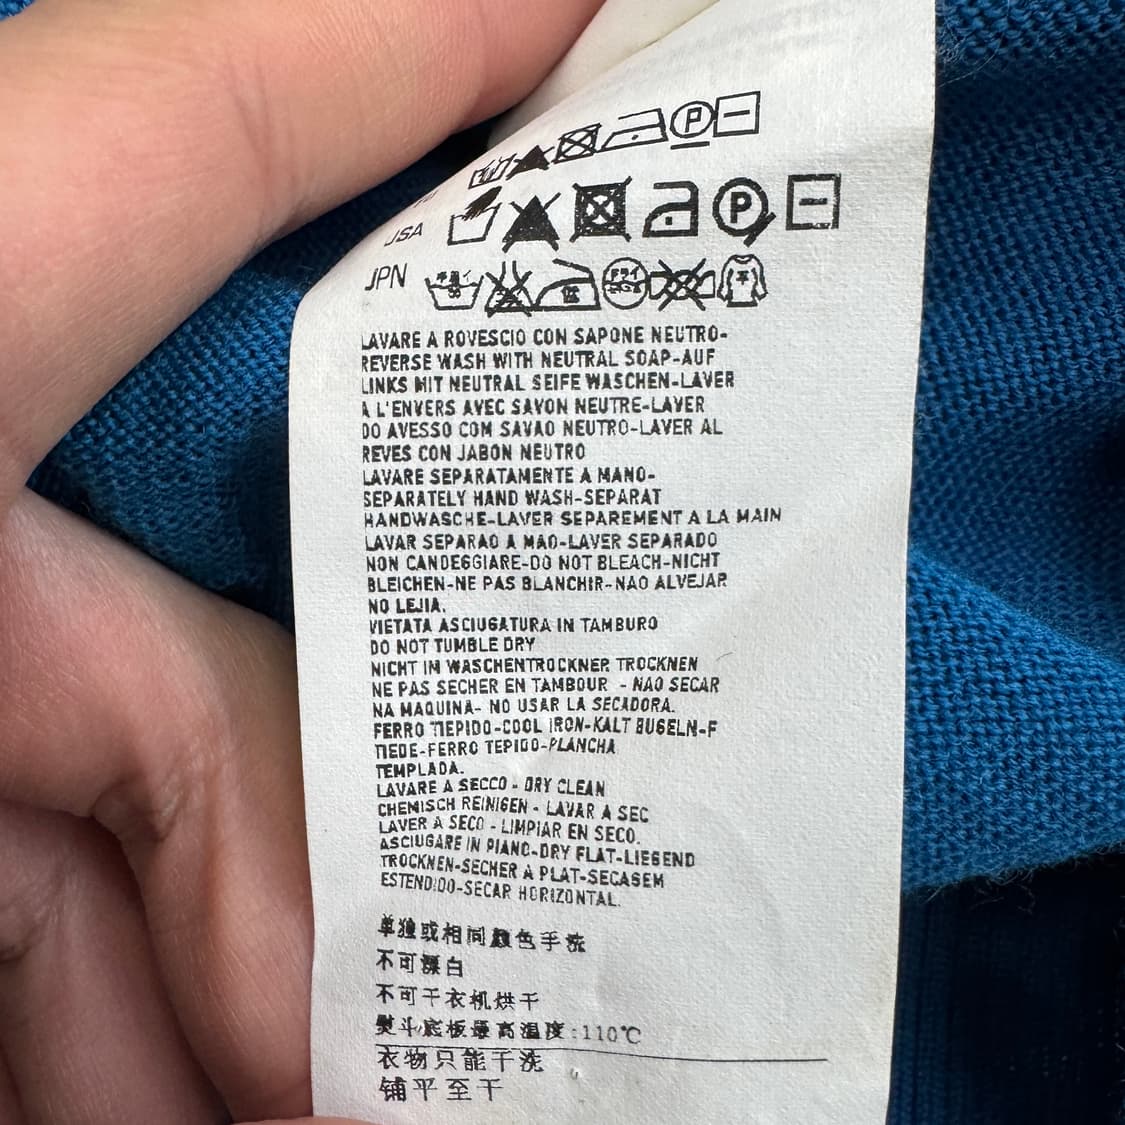 P
USA P
JPN
LAVARE A ROVESCIO CON SAPONE NEUTRO-
REVERSE WASH WITH NEUTRAL SOAP-AUF
LINKS MIT NEUTRAL SEIFE WASCHEN-LAVER
A L'ENVERS AVEC SAVON NEUTRE-LAVER
DO AVESSO COM SAVAO NEUTRO-LAVER AL
REVES CON JABON NEUTRO
LAVARE SEPARATAMENTE A MANO-
SEPARATELY HAND WASH-SEPARAT
HANDWASCHE-LAVER SEPAREMENT A LA MAIN
LAVAR SEPARAO A MAO-LAVER SEPARADO
NON CANDEGGIARE-DO NOT BLEACH-NICHT
BLEICHEN-NE PAS BLANCHIR-NAO ALVEJAR
NO LEJIA.
VIETATA ASCIUGATURA IN TAMBURO
DO NOT TUMBLE DRY
NICHT IM WASCHENTROCKNER TROCKNEN
NE PAS SECHER EN TAMBOUR - NAO SECAR
NA MAQUINA- NO USAR LA SECADORA.
FERRO TIEPIDO-COOL IRON-KALT BUGELN-F
TIEDE-FERRO TEPIDO-PLANCHA
TEMPLADA.
LAVARE A SECCO - DRY CLEAN
CHEMISCH REINIGEN - LAVAR A SEC
LAVER A SECO - LIMPIAR EN SECO.
ASCIUGARE IN PIANO-DRY FLAT-LIEGEND
TROCKNEN-SECHER A PLAT-SECASEM
ESTENDIDO-SECAR HORIZONTAL.
单独或相同颜色手洗
不可漂白
不可干衣机烘干
熨斗底板最高温度:110℃
衣物只能干洗
铺平至干